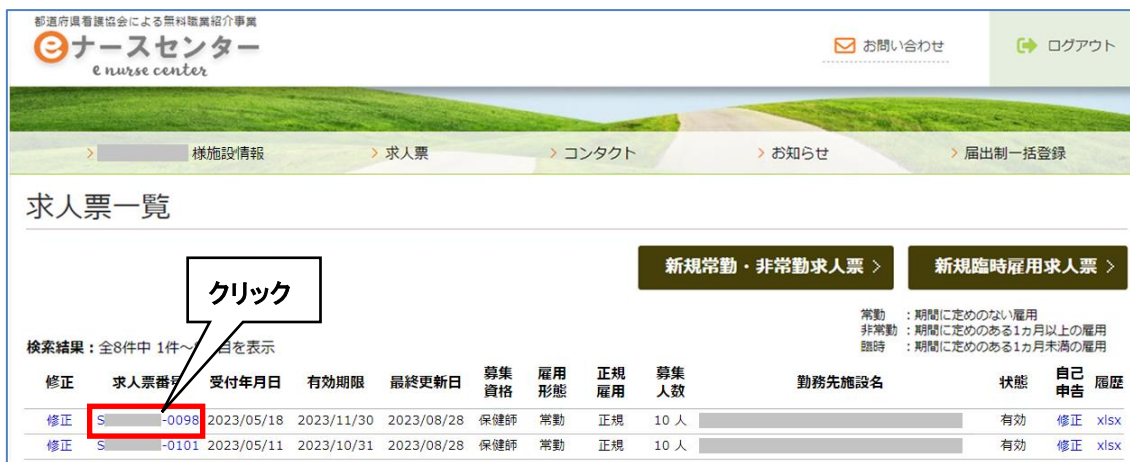 都道府県看護協会による無料職業紹介事業
eナースセンター
e nurse center
お問い合わせ
ログアウト
様施設情報
求人票
コンタクト
お知らせ
届出制一括登録
求人票一覧
新規常勤・非常勤求人票
新規臨時雇用求人票
クリック
常勤 ：期間に定めのない雇用
非常勤：期間に定めのある1ヵ月以上の雇用
臨時 ：期間に定めのある1ヵ月未満の雇用
検索結果：全8件中 1件～ 目を表示
修正 求人票番号 受付年月日 有効期限 最終更新日 募集資格 雇用形態 正規雇用 募集人数 勤務先施設名 状態 自己申告 履歴
修正 S -0098 2023/05/18 2023/11/30 2023/08/28 保健師 常勤 正規 10 人 有効 修正 xlsx
修正 S -0101 2023/05/11 2023/10/31 2023/08/28 保健師 常勤 正規 10 人 有効 修正 xlsx